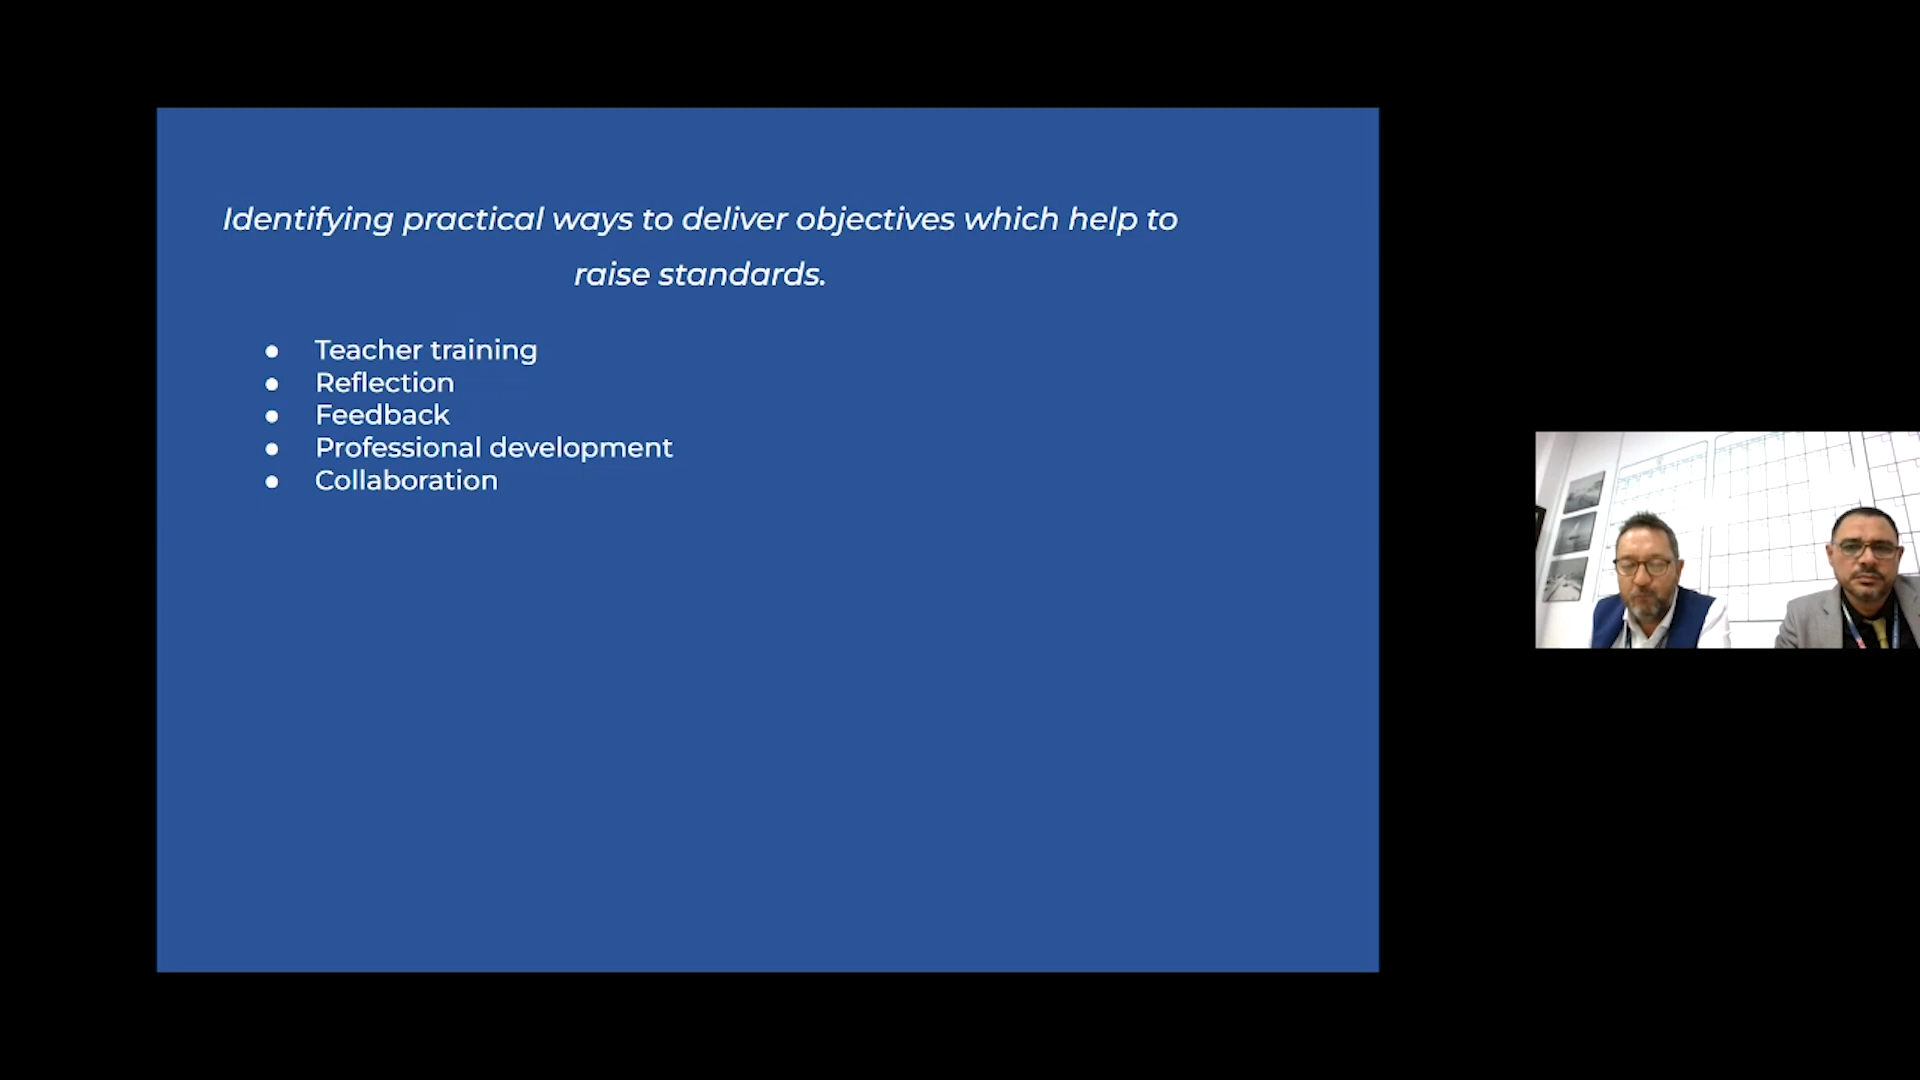 Identifying practical ways to deliver objectives which help to
raise standards.
● Teacher training
● Reflection
● Feedback
● Professional development
● Collaboration